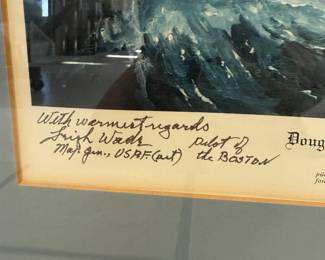 With warmest regards
Leigh Wade pilot of
Maj. Gen., USAF (ret) the BOSTON
Doug